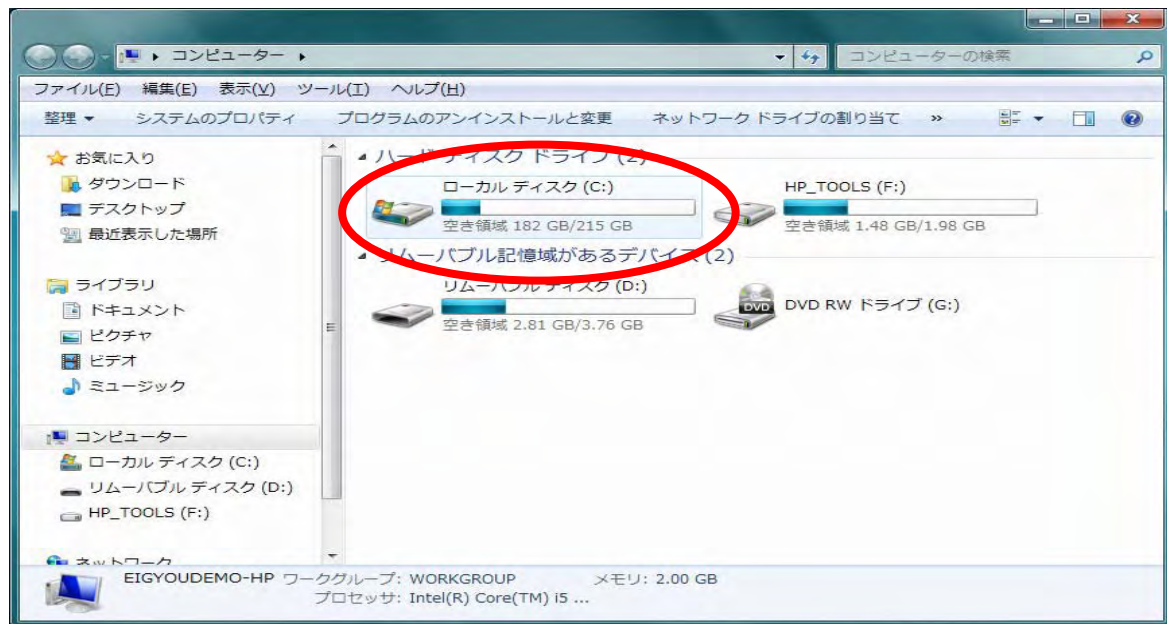 コンピューター
コンピューターの検索
ファイル(F) 編集(E) 表示(V) ツール(T) ヘルプ(H)
整理 システムのプロパティ プログラムのアンインストールと変更 ネットワーク ドライブの割り当て »
お気に入り
ダウンロード
デスクトップ
最近表示した場所
ライブラリ
ドキュメント
ピクチャ
ビデオ
ミュージック
コンピューター
ローカル ディスク (C:)
リムーバブル ディスク (D:)
HP_TOOLS (F:)
ネットワーク
ハード ディスク ドライブ (2)
ローカル ディスク (C:)
空き領域 182 GB/215 GB
HP_TOOLS (F:)
空き領域 1.48 GB/1.98 GB
リムーバブル記憶域があるデバイス (2)
リムーバブル ディスク (D:)
空き領域 2.81 GB/3.76 GB
DVD
DVD RW ドライブ (G:)
EIGYOUDEMO-HP ワークグループ: WORKGROUP メモリ: 2.00 GB
プロセッサ: Intel(R) Core(TM) i5 ...